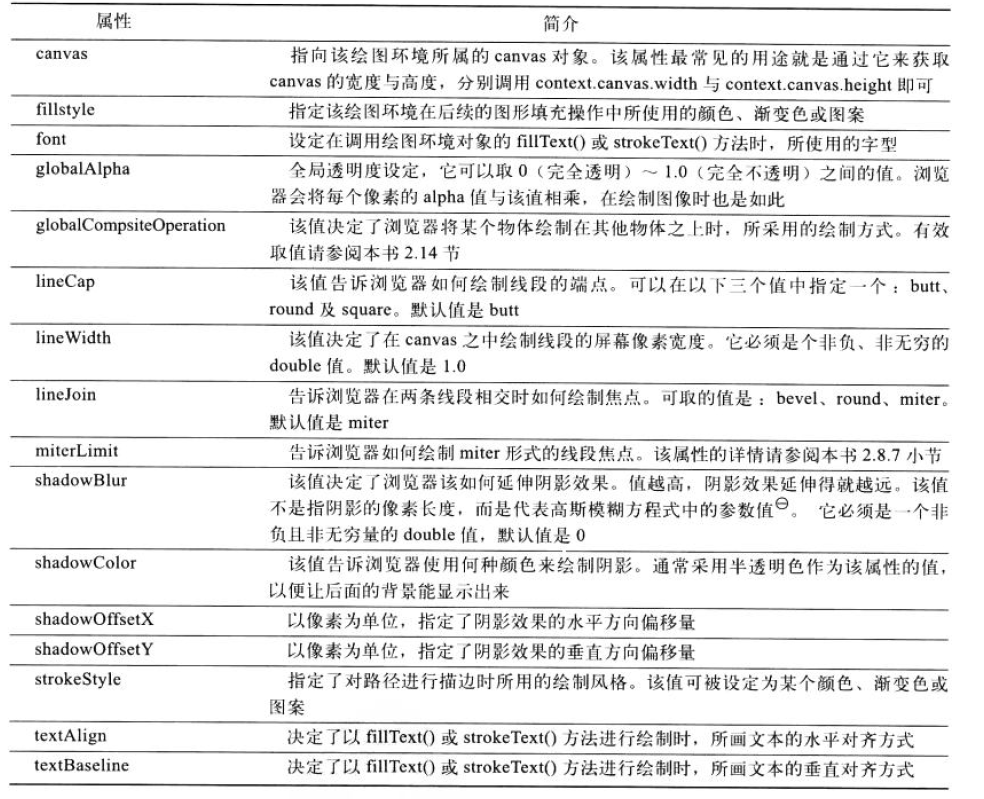 属性 简介
canvas 指向该绘图环境所属的 canvas 对象。该属性最常见的用途就是通过它来获取
canvas 的宽度与高度，分别调用 context.canvas.width 与 context.canvas.height 即可
fillstyle 指定该绘图环境在后续的图形填充操作中所使用的颜色、渐变色或图案
font 设定在调用绘图环境对象的 fillText() 或 strokeText() 方法时，所使用的字型
globalAlpha 全局透明度设定，它可以取 0（完全透明）～ 1.0（完全不透明）之间的值。浏览
器会将每个像素的 alpha 值与该值相乘，在绘制图像时也是如此
globalCompsiteOperation 该值决定了浏览器将某个物体绘制在其他物体之上时，所采用的绘制方式。有效
取值请参阅本书 2.14 节
lineCap 该值告诉浏览器如何绘制线段的端点。可以在以下三个值中指定一个：butt、
round 及 square。默认值是 butt
lineWidth 该值决定了在 canvas 之中绘制线段的屏幕像素宽度。它必须是个非负、非无穷的
double 值。默认值是 1.0
lineJoin 告诉浏览器在两条线段相交时如何绘制焦点。可取的值是：bevel、round、miter。
默认值是 miter
miterLimit 告诉浏览器如何绘制 miter 形式的线段焦点。该属性的详情请参阅本书 2.8.7 小节
shadowBlur 该值决定了浏览器该如何延伸阴影效果。值越高，阴影效果延伸得就越远。该值
不是指阴影的像素长度，而是代表高斯模糊方程式中的参数值㊀。 它必须是一个非
负且非无穷量的 double 值，默认值是 0
shadowColor 该值告诉浏览器使用何种颜色来绘制阴影。通常采用半透明色作为该属性的值，
以便让后面的背景能显示出来
shadowOffsetX 以像素为单位，指定了阴影效果的水平方向偏移量
shadowOffsetY 以像素为单位，指定了阴影效果的垂直方向偏移量
strokeStyle 指定了对路径进行描边时所用的绘制风格。该值可被设定为某个颜色、渐变色或
图案
textAlign 决定了以 fillText() 或 strokeText() 方法进行绘制时，所画文本的水平对齐方式
textBaseline 决定了以 fillText() 或 strokeText() 方法进行绘制时，所画文本的垂直对齐方式